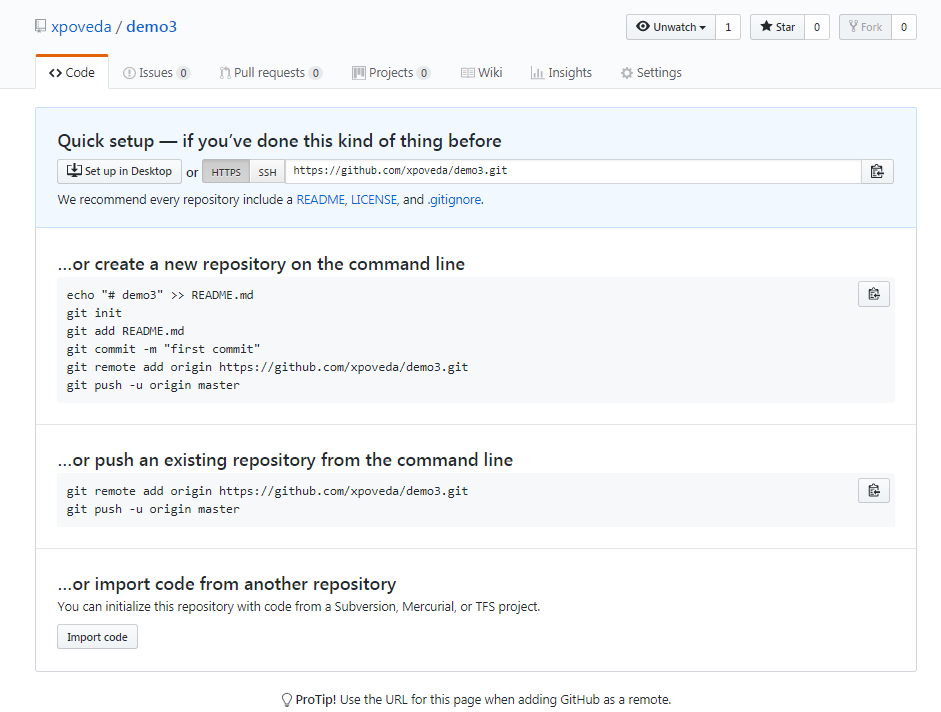 xpoveda / demo3
Unwatch 1 Star 0 Fork 0
Code Issues 0 Pull requests 0 Projects 0 Wiki Insights Settings
Quick setup — if you’ve done this kind of thing before
Set up in Desktop or HTTPS SSH https://github.com/xpoveda/demo3.git
We recommend every repository include a README, LICENSE, and .gitignore.
…or create a new repository on the command line
echo "# demo3" >> README.md
git init
git add README.md
git commit -m "first commit"
git remote add origin https://github.com/xpoveda/demo3.git
git push -u origin master
…or push an existing repository from the command line
git remote add origin https://github.com/xpoveda/demo3.git
git push -u origin master
…or import code from another repository
You can initialize this repository with code from a Subversion, Mercurial, or TFS project.
Import code
ProTip! Use the URL for this page when adding GitHub as a remote.